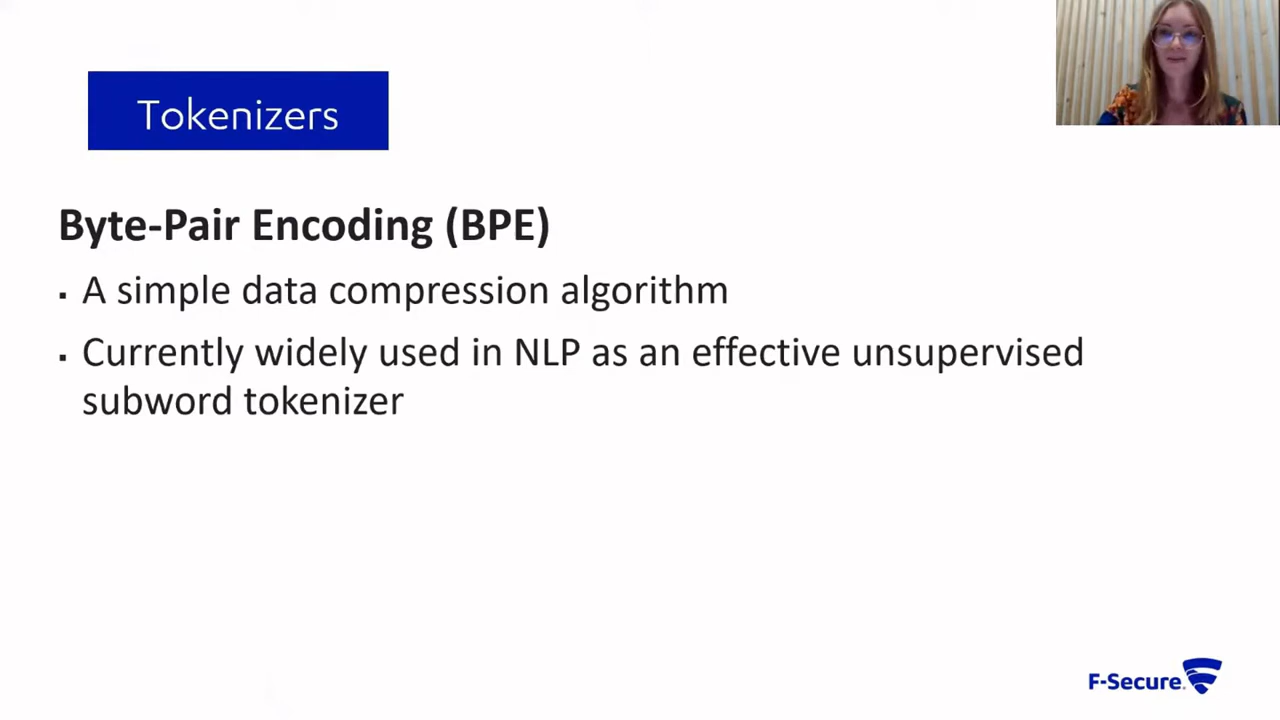 Tokenizers
Byte-Pair Encoding (BPE)
▪ A simple data compression algorithm
▪ Currently widely used in NLP as an effective unsupervised
subword tokenizer
F-Secure.